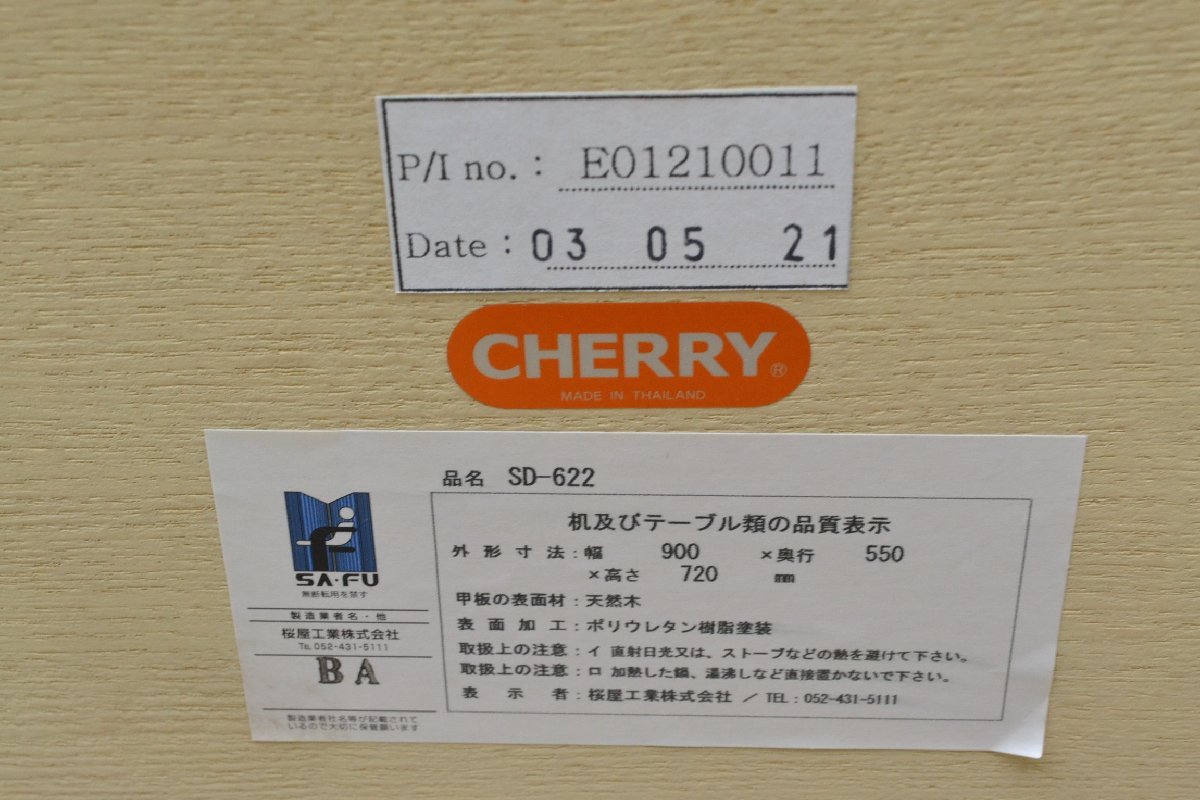 P/I no. : E01210011
Date : 03 05 21
CHERRY®
MADE IN THAILAND
品名 SD-622
机及びテーブル類の品質表示
外形寸法:幅 900 ×奥行 550
×高さ 720 mm
甲板の表面材:天然木
表面加工:ポリウレタン樹脂塗装
取扱上の注意:イ 直射日光又は、ストーブなどの熱を避けて下さい。
取扱上の注意:ロ 加熱した鍋、湯沸しなど直接置かないで下さい。
表示者:桜屋工業株式会社 / TEL:052-431-5111
SA・FU
無断転用を禁す
製造業者名・他
桜屋工業株式会社
TEL 052-431-5111
BA
製造業者社名等が記載されて
いるので大切に保管願います